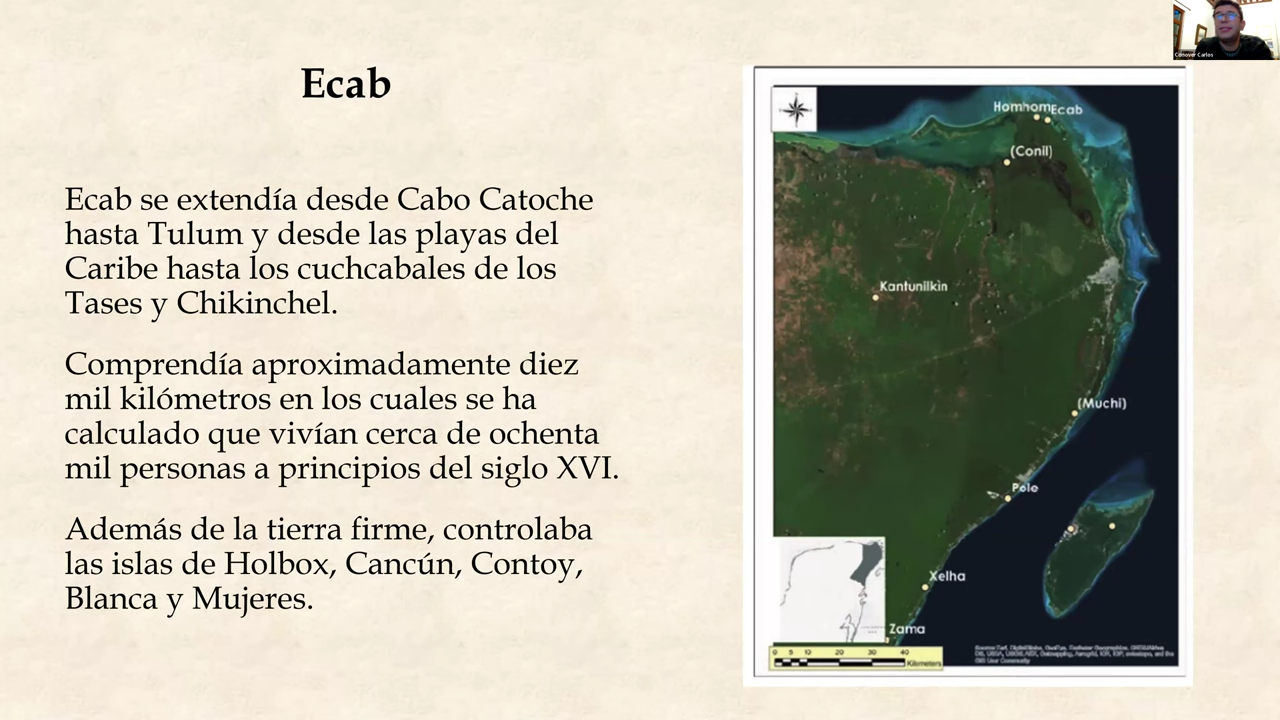 Conover Carlos
Ecab
Ecab se extendía desde Cabo Catoche
hasta Tulum y desde las playas del
Caribe hasta los cuchcabales de los
Tases y Chikinchel.
Comprendía aproximadamente diez
mil kilómetros en los cuales se ha
calculado que vivían cerca de ochenta
mil personas a principios del siglo XVI.
Además de la tierra firme, controlaba
las islas de Holbox, Cancún, Contoy,
Blanca y Mujeres.
Homhom Ecab
(Conil)
Kantunilkin
(Muchi)
Pole
Xelha
Zama
0 5 10 20 30 40
Kilometers